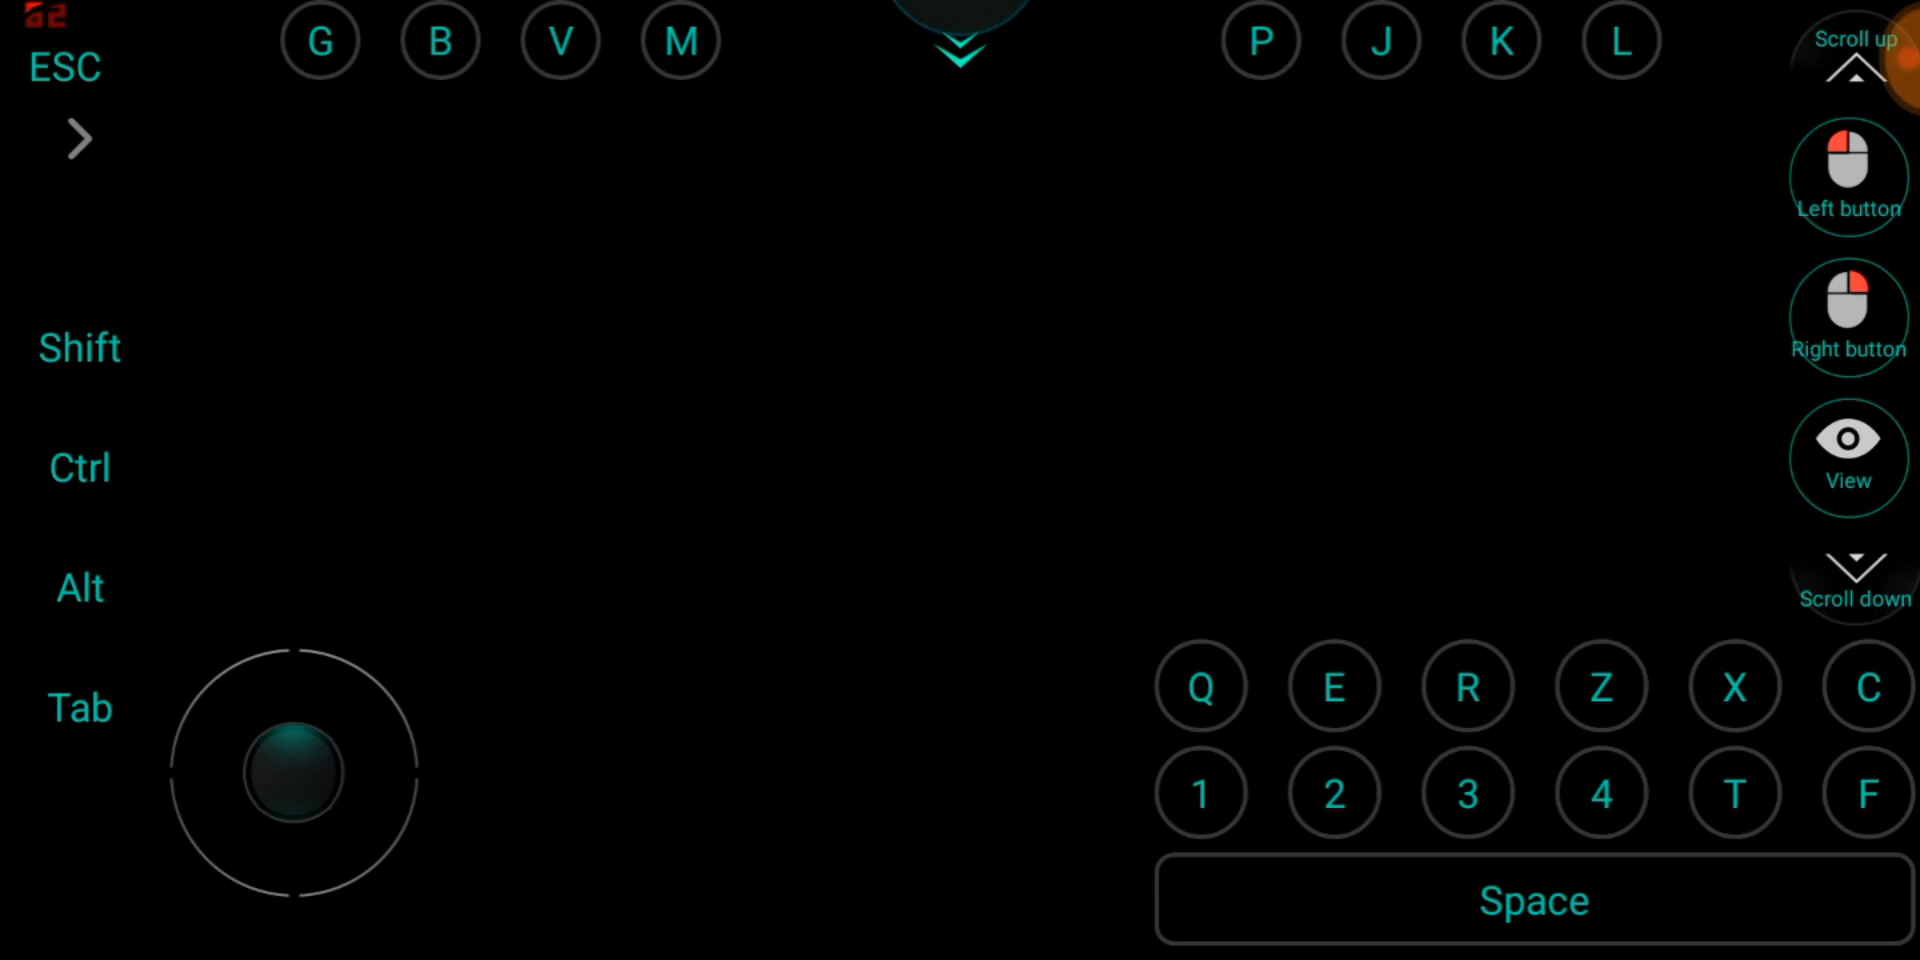 ESC
G B V M
P J K L
Scroll up
Left button
Right button
View
Scroll down
Shift
Ctrl
Alt
Tab
Q E R Z X C
1 2 3 4 T F
Space